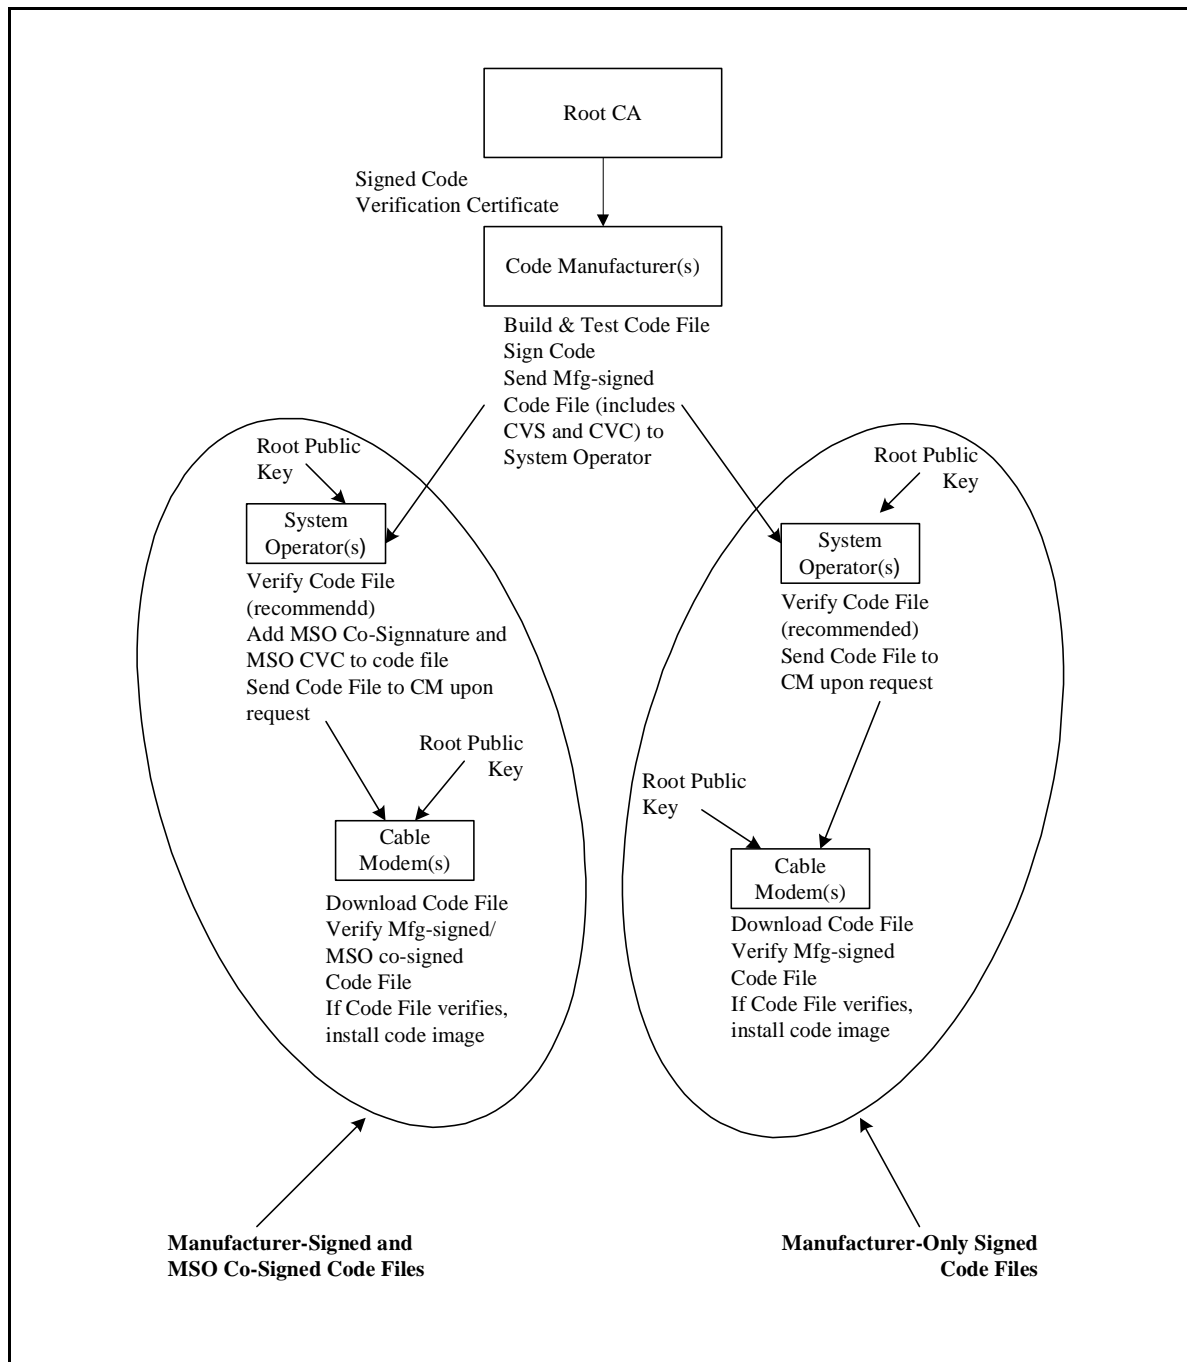 Root CA
Signed Code
Verification Certificate
Code Manufacturer(s)
Build & Test Code File
Sign Code
Send Mfg-signed
Code File (includes
CVS and CVC) to
System Operator
Root Public
Key
System
Operator(s)
Verify Code File
(recommendd)
Add MSO Co-Signnature and
MSO CVC to code file
Send Code File to CM upon
request
Root Public
Key
Cable
Modem(s)
Download Code File
Verify Mfg-signed/
MSO co-signed
Code File
If Code File verifies,
install code image
Manufacturer-Signed and
MSO Co-Signed Code Files
Root Public
Key
System
Operator(s)
Verify Code File
(recommended)
Send Code File to
CM upon request
Root Public
Key
Cable
Modem(s)
Download Code File
Verify Mfg-signed
Code File
If Code File verifies,
install code image
Manufacturer-Only Signed
Code Files